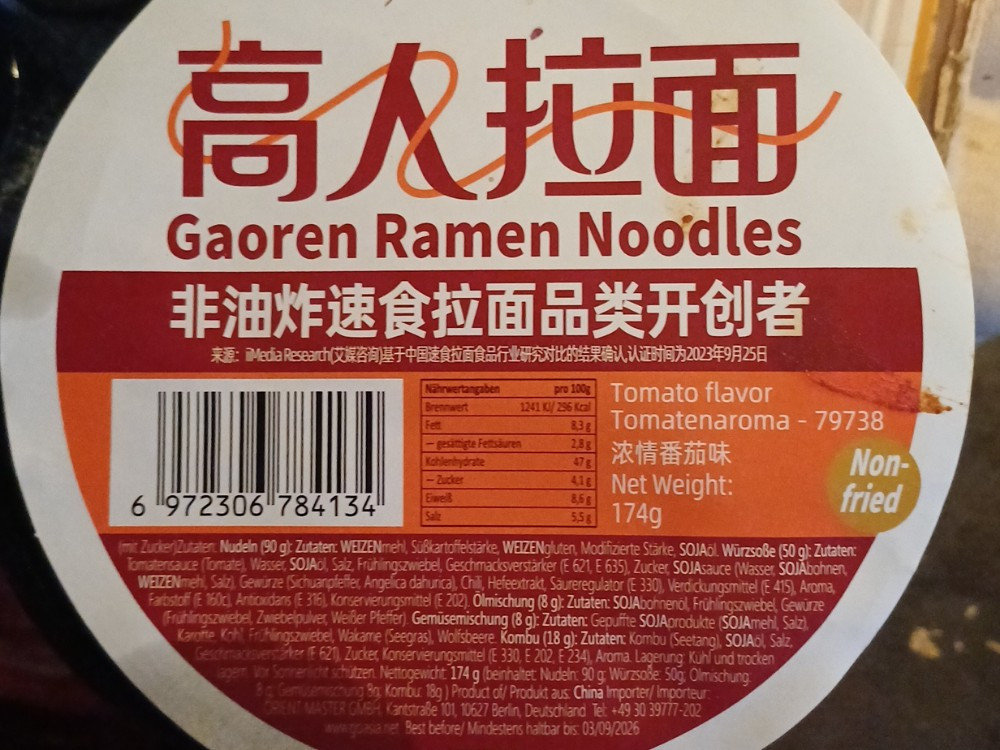 高人拉面
Gaoren Ramen Noodles
非油炸速食拉面品类开创者
来源: iiMedia Research(艾媒咨询)基于中国速食拉面食品行业研究对比的结果确认,认证时间为2023年9月25日
6 972306 784134
Nährwertangaben pro 100g
Brennwert 1241 KJ/ 296 Kcal
Fett 8,3 g
— gesättigte Fettsäuren 2,8 g
Kohlenhydrate 47 g
— Zucker 4,1 g
Eiweiß 8,6 g
Salz 5,5 g
Tomato flavor
Tomatenaroma - 79738
浓情番茄味
Net Weight:
174g
Non-
fried
(mit Zucker)Zutaten: Nudeln (90 g): Zutaten: WEIZENmehl, Süßkartoffelstärke, WEIZENgluten, Modifizierte Stärke, SOJAöl. Würzsoße (50 g): Zutaten:
Tomatensauce (Tomate), Wasser, SOJAöl, Salz, Frühlingszwiebel, Geschmacksverstärker (E 621, E 635), Zucker, SOJAsauce (Wasser, SOJAbohnen,
WEIZENmehl, Salz), Gewürze (Sichuanpfeffer, Angelica dahurica), Chili, Hefeextrakt, Säureregulator (E 330), Verdickungsmittel (E 415), Aroma,
Farbstoff (E 160c), Antioxidans (E 316), Konservierungsmittel (E 202). Ölmischung (8 g): Zutaten: SOJAbohnenöl, Frühlingszwiebel, Gewürze
(Frühlingszwiebel, Zwiebelpulver, Weißer Pfeffer). Gemüsemischung (8 g): Zutaten: Gepuffte SOJAprodukte (SOJAmehl, Salz),
Karotte, Kohl, Frühlingszwiebel, Wakame (Seegras), Wolfsbeere. Kombu (18 g): Zutaten: Kombu (Seetang), SOJAöl, Salz,
Geschmacksverstärker (E 621), Zucker, Konservierungsmittel (E 330, E 202, E 234), Aroma. Lagerung: Kühl und trocken
lagern. Vor Sonnenlicht schützen. Nettogewicht: 174 g (beinhaltet: Nudeln: 90 g; Würzsoße: 50g; Ölmischung:
8 g; Gemüsemischung 8g; Kombu: 18g ) Product of/ Produkt aus: China Importer/ Importeur:
ORIENT MASTER GMBH, Kantstraße 101, 10627 Berlin, Deutschland Tel: +49 30 39777-202
www.goasia.net Best before/ Mindestens haltbar bis: 03/09/2026